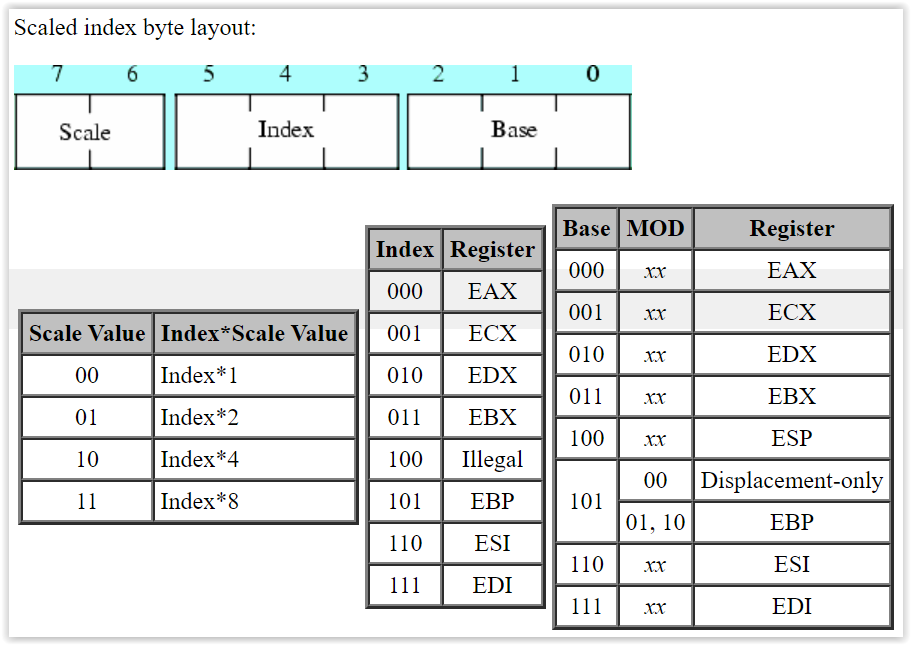 Scaled index byte layout:
7 6 5 4 3 2 1 0
Scale Index Base
Scale Value Index*Scale Value
00 Index*1
01 Index*2
10 Index*4
11 Index*8
Index Register
000 EAX
001 ECX
010 EDX
011 EBX
100 Illegal
101 EBP
110 ESI
111 EDI
Base MOD Register
000 xx EAX
001 xx ECX
010 xx EDX
011 xx EBX
100 xx ESP
101 00 Displacement-only
01, 10 EBP
110 xx ESI
111 xx EDI